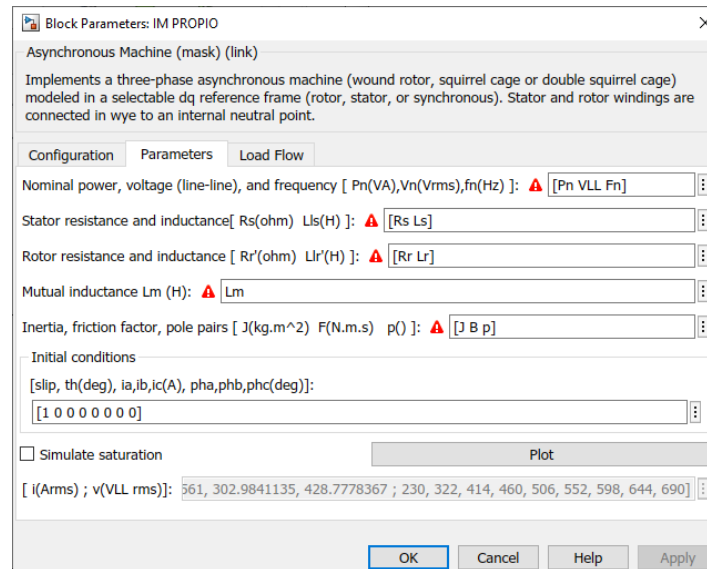 Block Parameters: IM PROPIO
Asynchronous Machine (mask) (link)
Implements a three-phase asynchronous machine (wound rotor, squirrel cage or double squirrel cage)
modeled in a selectable dq reference frame (rotor, stator, or synchronous). Stator and rotor windings are
connected in wye to an internal neutral point.
Configuration Parameters Load Flow
Nominal power, voltage (line-line), and frequency [ Pn(VA),Vn(Vrms),fn(Hz) ]: [Pn VLL Fn]
Stator resistance and inductance[ Rs(ohm) Lls(H) ]: [Rs Ls]
Rotor resistance and inductance [ Rr'(ohm) Llr'(H) ]: [Rr Lr]
Mutual inductance Lm (H): Lm
Inertia, friction factor, pole pairs [ J(kg.m^2) F(N.m.s) p() ]: [J B p]
Initial conditions
[slip, th(deg), ia,ib,ic(A), pha,phb,phc(deg)]:
[1 0 0 0 0 0 0 0]
Simulate saturation Plot
[ i(Arms) ; v(VLL rms)]: 561, 302.9841135, 428.7778367 ; 230, 322, 414, 460, 506, 552, 598, 644, 690]
OK Cancel Help Apply